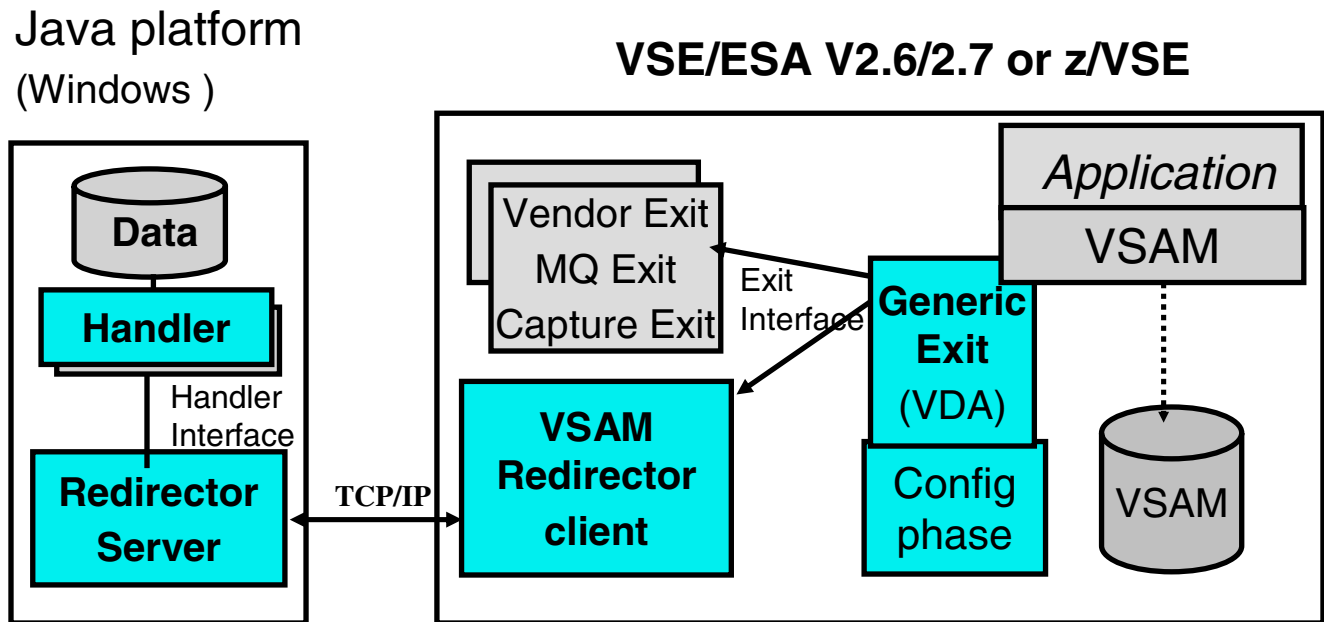 Java platform
(Windows )
VSE/ESA V2.6/2.7 or z/VSE
Data
Handler
Handler
Interface
Redirector
Server
TCP/IP
Vendor Exit
MQ Exit
Capture Exit
Exit
Interface
VSAM
Redirector
client
Generic
Exit
(VDA)
Config
phase
Application
VSAM
VSAM